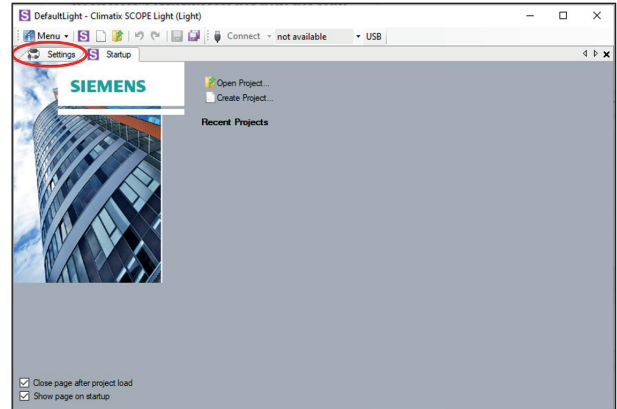 S DefaultLight - Climatix SCOPE Light (Light)
Menu S Connect not available USB
Settings S Startup
SIEMENS
Open Project...
Create Project...
Recent Projects
Close page after project load
Show page on startup